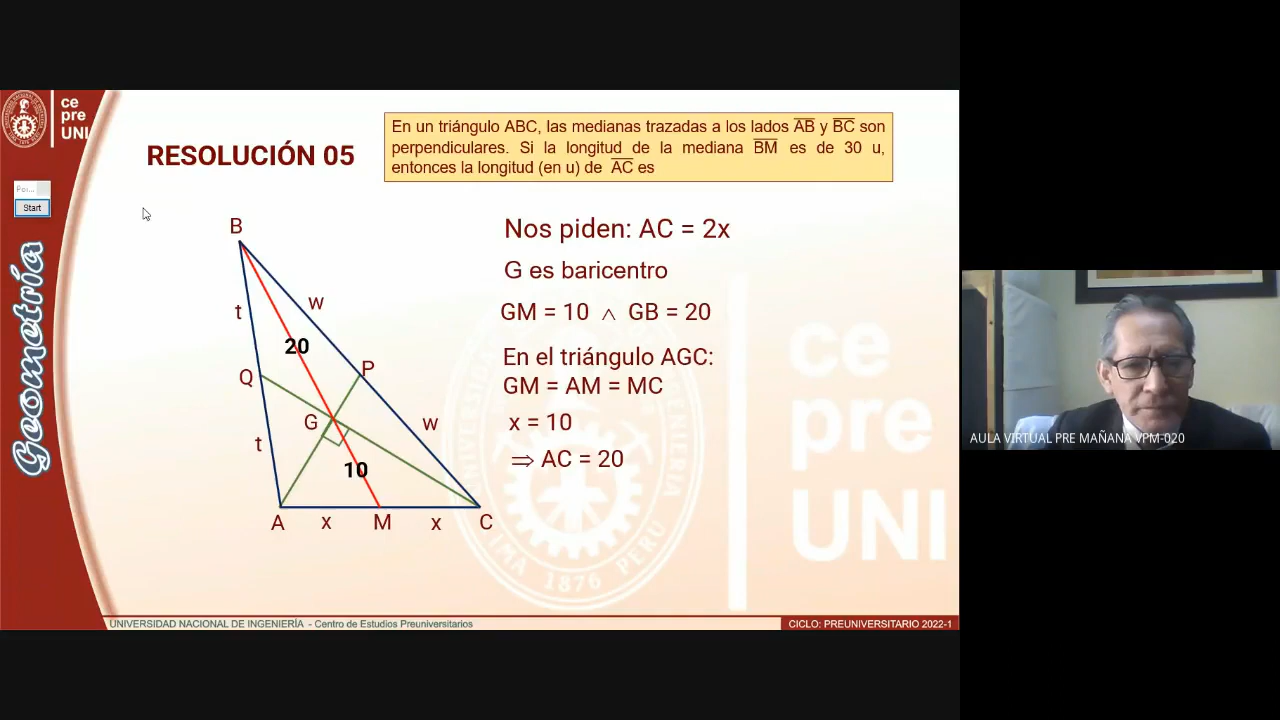 ce
pre
UNI
RESOLUCIÓN 05
En un triángulo ABC, las medianas trazadas a los lados AB y BC son
perpendiculares. Si la longitud de la mediana BM es de 30 u,
entonces la longitud (en u) de AC es
Start
Geometría
B
t
w
20
Q
P
G
t
w
10
A
x
M
x
C
Nos piden: AC = 2x
G es baricentro
GM = 10 ∧ GB = 20
En el triángulo AGC:
GM = AM = MC
x = 10
⇒ AC = 20
ce
pre
UNI
LIMA 1876 PERU
AULA VIRTUAL PRE MAÑANA VPM-020
UNIVERSIDAD NACIONAL DE INGENIERÍA - Centro de Estudios Preuniversitarios
CICLO: PREUNIVERSITARIO 2022-1